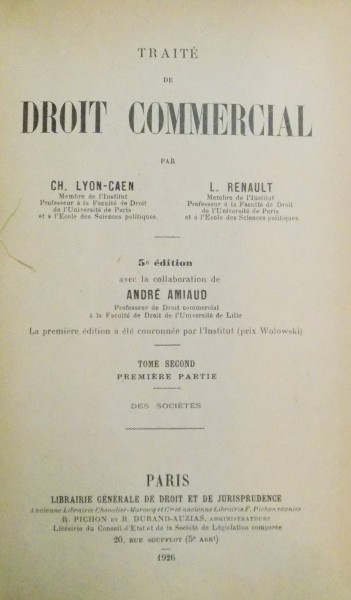 TRAITÉ
DE
DROIT COMMERCIAL
PAR
CH. LYON-CAEN
Membre de l'Institut
Professeur à la Faculté de Droit
de l'Université de Paris
et à l'École des Sciences politiques.
L. RENAULT
Membre de l'Institut
Professeur à la Faculté de Droit
de l'Université de Paris
et à l'École des Sciences politiques.
5e édition
avec la collaboration de
ANDRÉ AMIAUD
Professeur de Droit commercial
à la Faculté de Droit de l'Université de Lille
La première édition a été couronnée par l'Institut (prix Wolowski)
TOME SECOND
PREMIÈRE PARTIE
DES SOCIÉTÉS
PARIS
LIBRAIRIE GÉNÉRALE DE DROIT ET DE JURISPRUDENCE
Ancienne Librairie Chevalier-Marescq et Cie et ancienne Librairie F. Pichon réunies
R. PICHON ET R. DURAND-AUZIAS, ADMINISTRATEURS
Librairie du Conseil d'Etat et de la Société de Législation comparée
20, RUE SOUFFLOT (5e ARRt)
1926